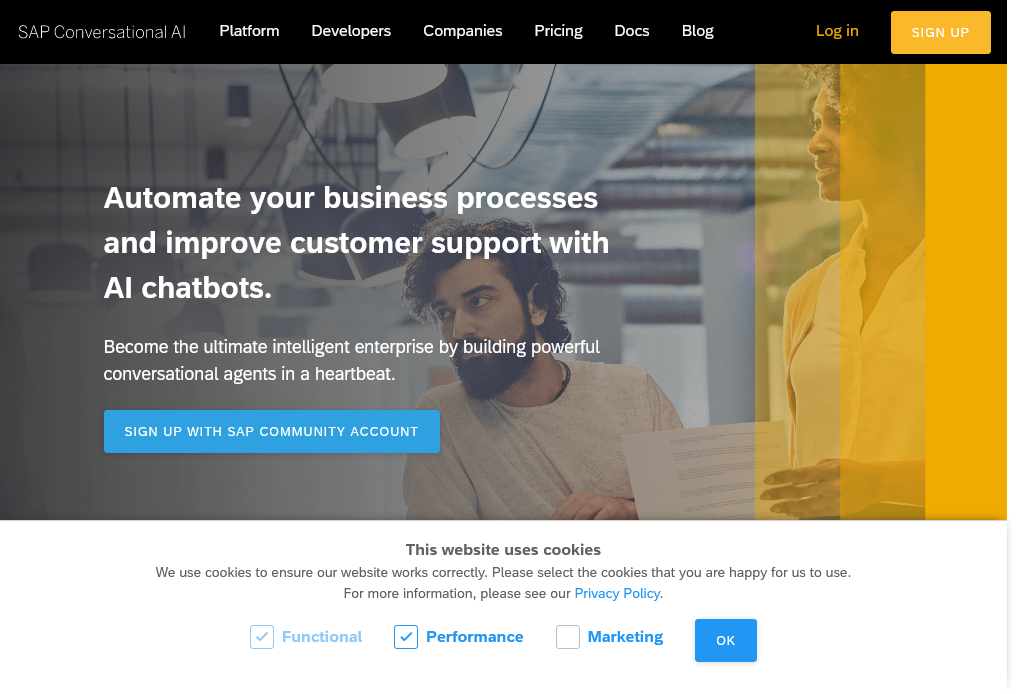 SAP Conversational AI Platform Developers Companies Pricing Docs Blog Log in SIGN UP
Automate your business processes
and improve customer support with
AI chatbots.
Become the ultimate intelligent enterprise by building powerful
conversational agents in a heartbeat.
SIGN UP WITH SAP COMMUNITY ACCOUNT
This website uses cookies
We use cookies to ensure our website works correctly. Please select the cookies that you are happy for us to use.
For more information, please see our Privacy Policy.
Functional Performance Marketing OK